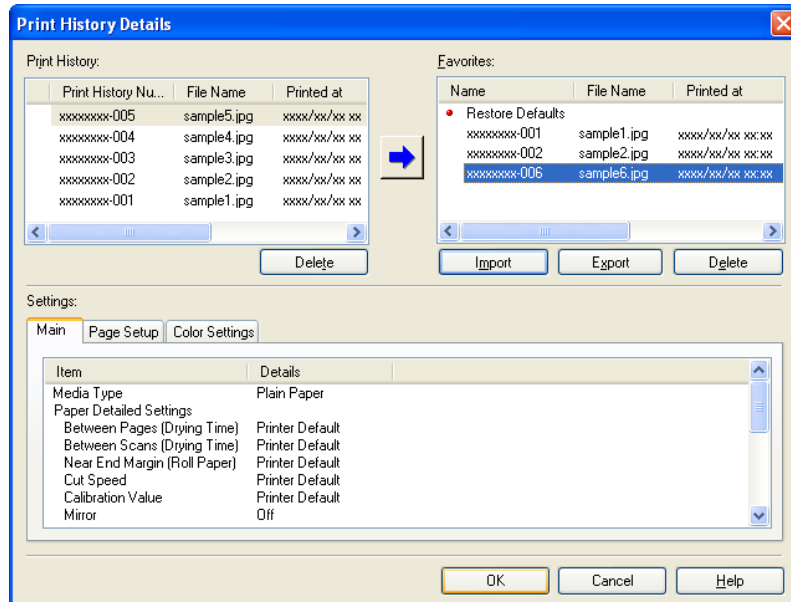 Print History Details
Print History:
Print History Nu... File Name Printed at
xxxxxxxx-005 sample5.jpg xxxx/xx/xx xx
xxxxxxxx-004 sample4.jpg xxxx/xx/xx xx
xxxxxxxx-003 sample3.jpg xxxx/xx/xx xx
xxxxxxxx-002 sample2.jpg xxxx/xx/xx xx
xxxxxxxx-001 sample1.jpg xxxx/xx/xx xx
Delete
Favorites:
Name File Name Printed at
Restore Defaults
xxxxxxxx-001 sample1.jpg xxxx/xx/xx xx:xx
xxxxxxxx-002 sample2.jpg xxxx/xx/xx xx:xx
xxxxxxxx-006 sample6.jpg xxxx/xx/xx xx:xx
Import Export Delete
Settings:
Main Page Setup Color Settings
Item Details
Media Type Plain Paper
Paper Detailed Settings
Between Pages (Drying Time) Printer Default
Between Scans (Drying Time) Printer Default
Near End Margin (Roll Paper) Printer Default
Cut Speed Printer Default
Calibration Value Printer Default
Mirror Off
OK Cancel Help